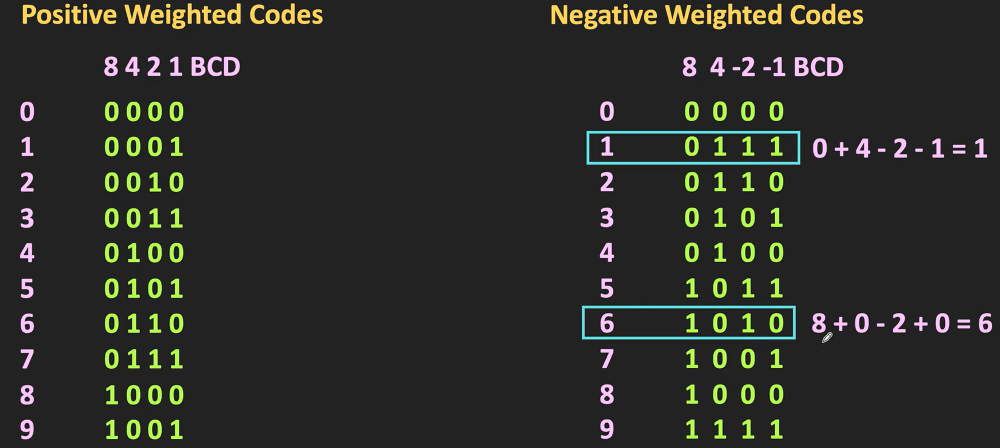 Positive Weighted Codes
8 4 2 1 BCD
0 0 0 0 0
1 0 0 0 1
2 0 0 1 0
3 0 0 1 1
4 0 1 0 0
5 0 1 0 1
6 0 1 1 0
7 0 1 1 1
8 1 0 0 0
9 1 0 0 1
Negative Weighted Codes
8 4 -2 -1 BCD
0 0 0 0 0
1 0 1 1 1 0 + 4 - 2 - 1 = 1
2 0 1 1 0
3 0 1 0 1
4 0 1 0 0
5 1 0 1 1
6 1 0 1 0 8 + 0 - 2 + 0 = 6
7 1 0 0 1
8 1 0 0 0
9 1 1 1 1